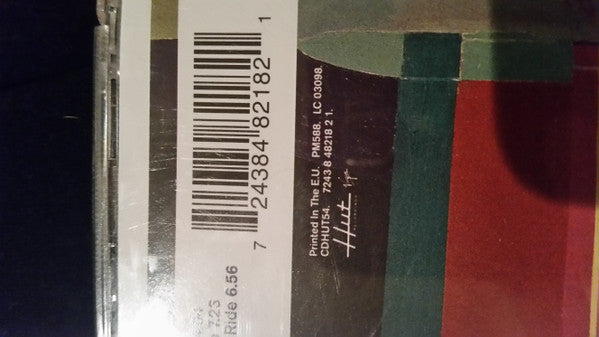 7.23
Ride 6.56
7 24384 82182 1
Printed In The E.U. PM588. LC 03098.
CDHUT54. 7243 8 48218 2 1.
Hut